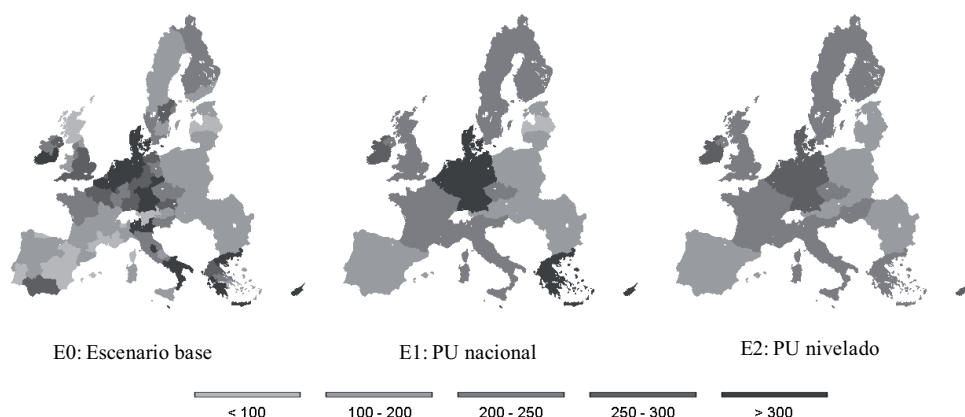 E0: Escenario base
E1: PU nacional
E2: PU nivelado
< 100
100 - 200
200 - 250
250 - 300
> 300